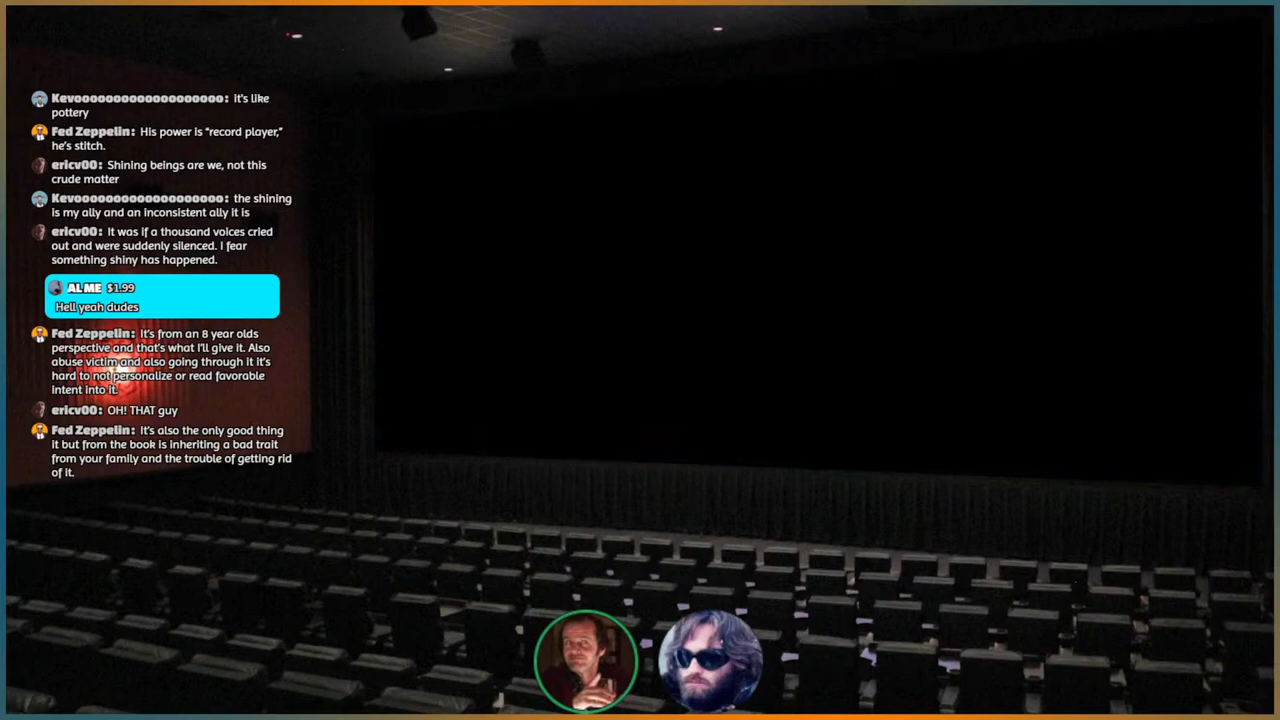 Kevooooooooooooooooooo: it's like
pottery
Fed Zeppelin: His power is “record player,”
he’s stitch.
ericv00: Shining beings are we, not this
crude matter
Kevooooooooooooooooooo: the shining
is my ally and an inconsistent ally it is
ericv00: It was if a thousand voices cried
out and were suddenly silenced. I fear
something shiny has happened.
AL ME $1.99
Hell yeah dudes
Fed Zeppelin: It’s from an 8 year olds
perspective and that’s what I’ll give it. Also
abuse victim and also going through it it’s
hard to not personalize or read favorable
intent into it.
ericv00: OH! THAT guy
Fed Zeppelin: It’s also the only good thing
it but from the book is inheriting a bad trait
from your family and the trouble of getting rid
of it.